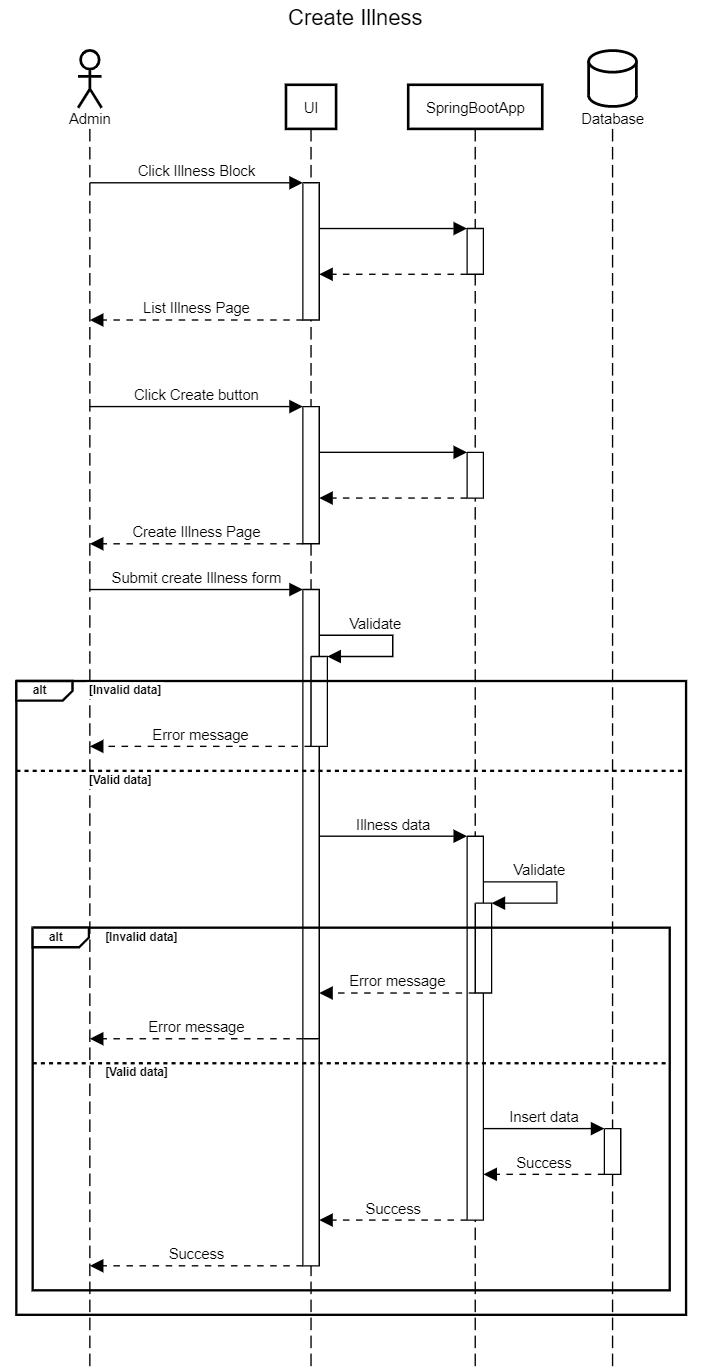 Create Illness
Admin
UI
SpringBootApp
Database
Click Illness Block
List Illness Page
Click Create button
Create Illness Page
Submit create Illness form
Validate
alt
[Invalid data]
Error message
[Valid data]
Illness data
Validate
alt
[Invalid data]
Error message
Error message
[Valid data]
Insert data
Success
Success
Success